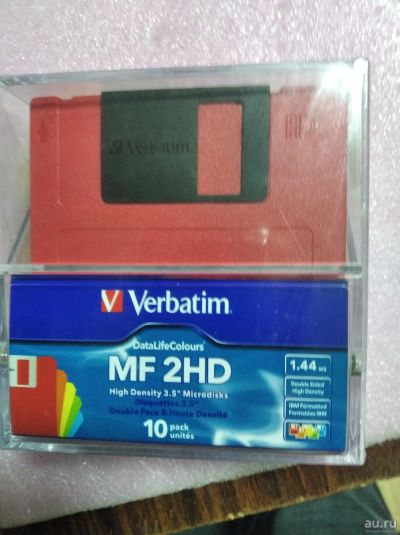 Verbatim
Verbatim
DataLifeColours
MF 2HD
High Density 3.5" Microdisks
Disquettes 3.5"
Double Face & Haute Densité
10 pack
unités
1.44 MB
Double Sided
High Density
IBM Formatted
Formatées IBM
au.ru